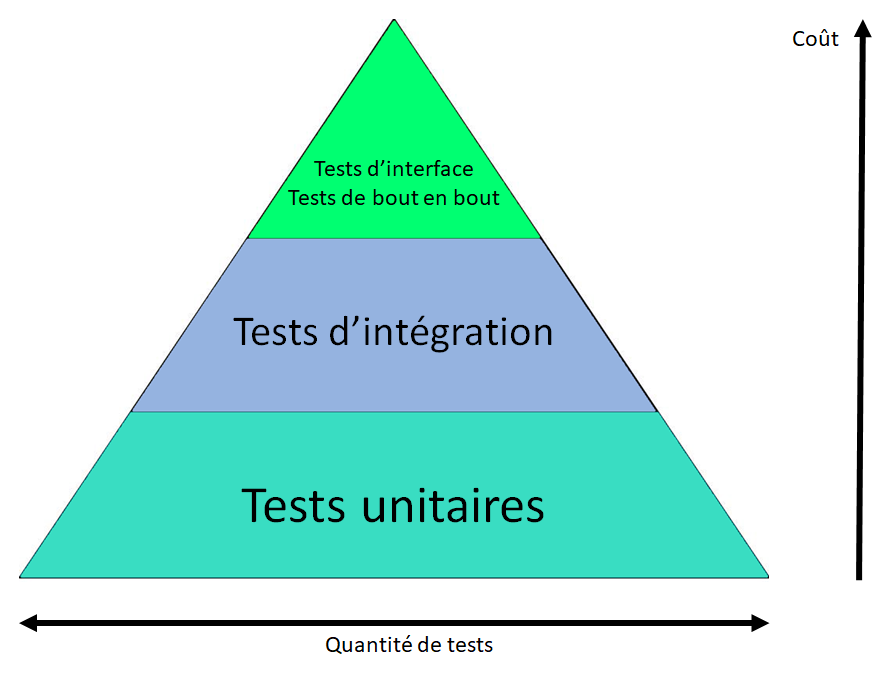 Coût
Tests d’interface
Tests de bout en bout
Tests d’intégration
Tests unitaires
Quantité de tests